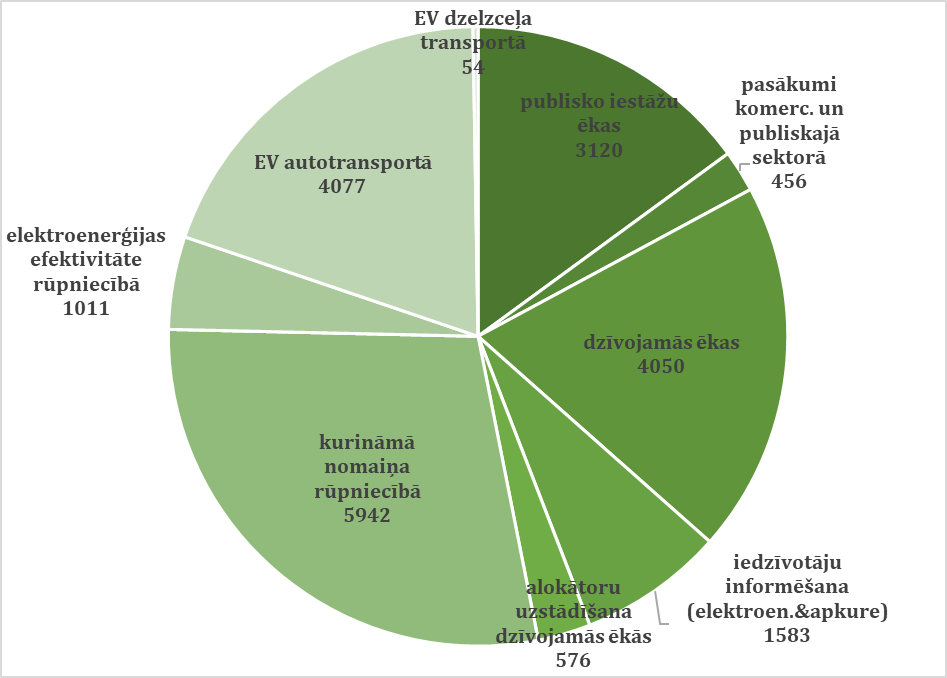 EV dzelzceļa
transportā
54
publisko iestāžu
ēkas
3120
pasākumi
komerc. un
publiskajā
sektorā
456
dzīvojamās ēkas
4050
iedzīvotāju
informēšana
(elektroen.&apkure)
1583
alokātoru
uzstādīšana
dzīvojamās ēkās
576
kurināmā
nomaiņa
rūpniecībā
5942
elektroenerģijas
efektivitāte
rūpniecībā
1011
EV autotransportā
4077